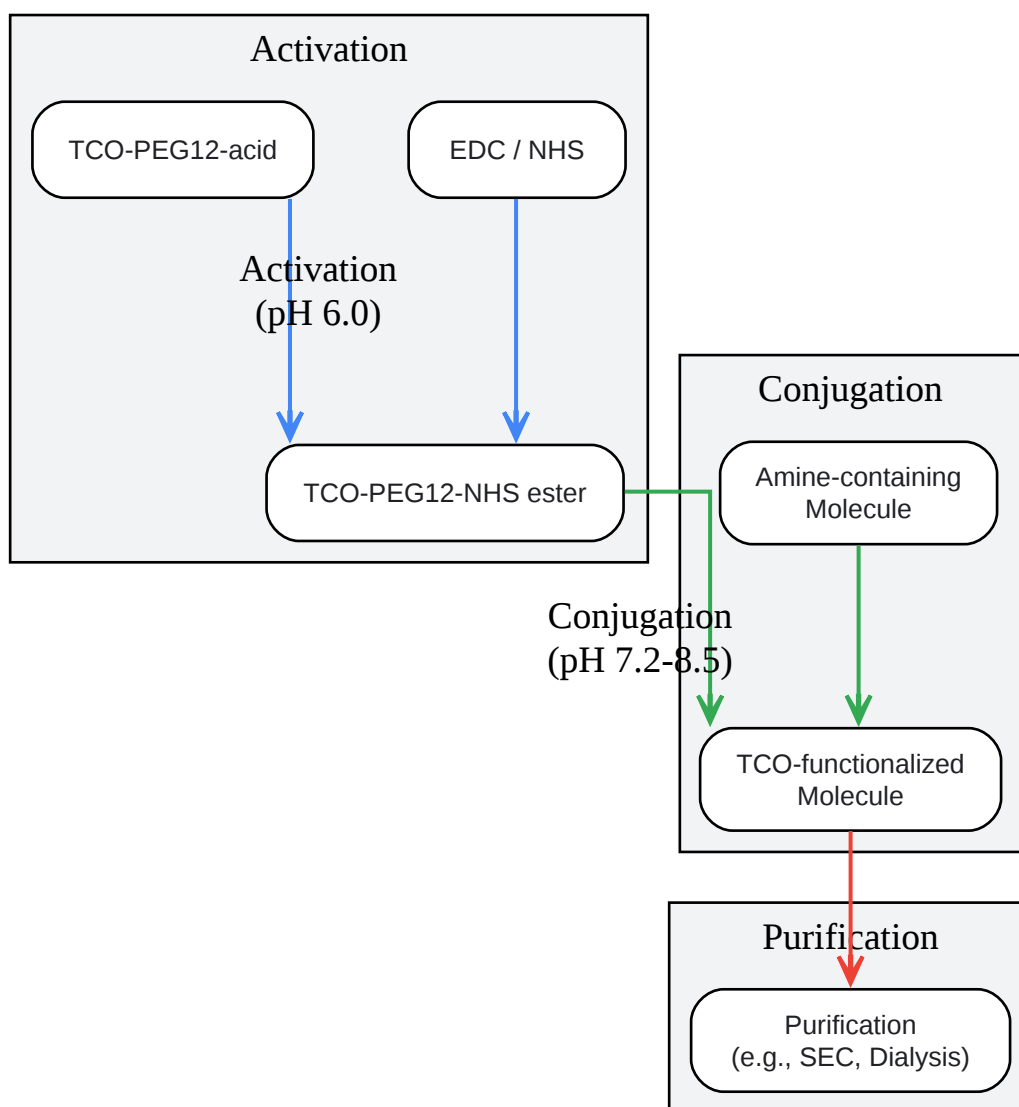 Activation
TCO-PEG12-acid
EDC / NHS
Activation
(pH 6.0)
TCO-PEG12-NHS ester
Conjugation
Amine-containing
Molecule
Conjugation
(pH 7.2-8.5)
TCO-functionalized
Molecule
Purification
Purification
(e.g., SEC, Dialysis)